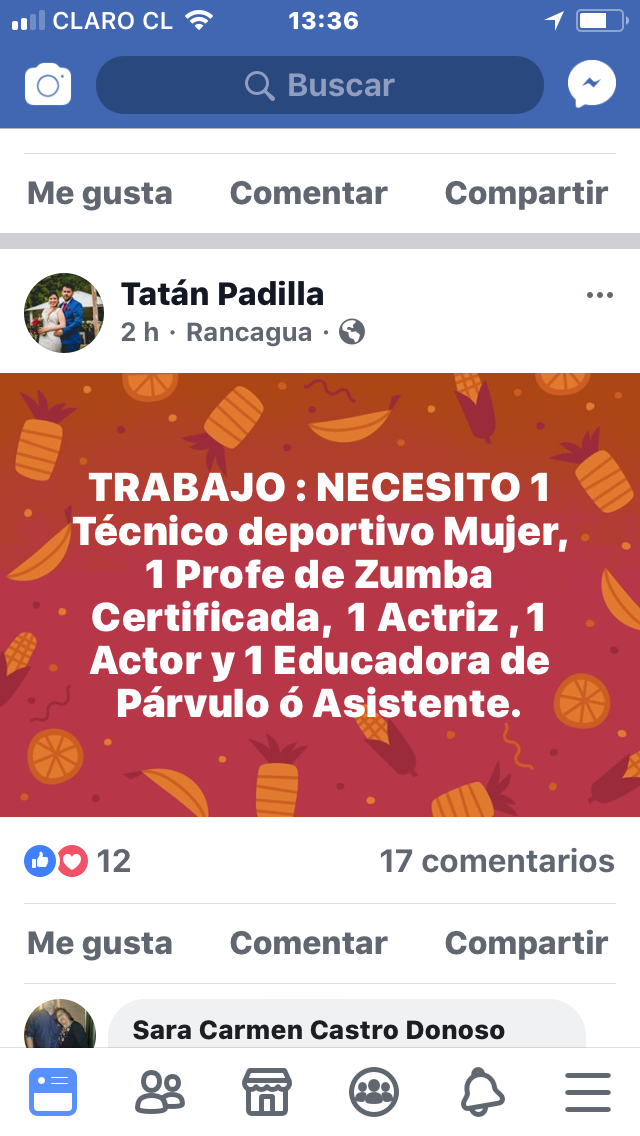 CLARO CL 13:36
Buscar
Me gusta Comentar Compartir
Tatán Padilla
2 h · Rancagua ·
TRABAJO : NECESITO 1
Técnico deportivo Mujer,
1 Profe de Zumba
Certificada, 1 Actriz , 1
Actor y 1 Educadora de
Párvulo ó Asistente.
12 17 comentarios
Me gusta Comentar Compartir
Sara Carmen Castro Donoso